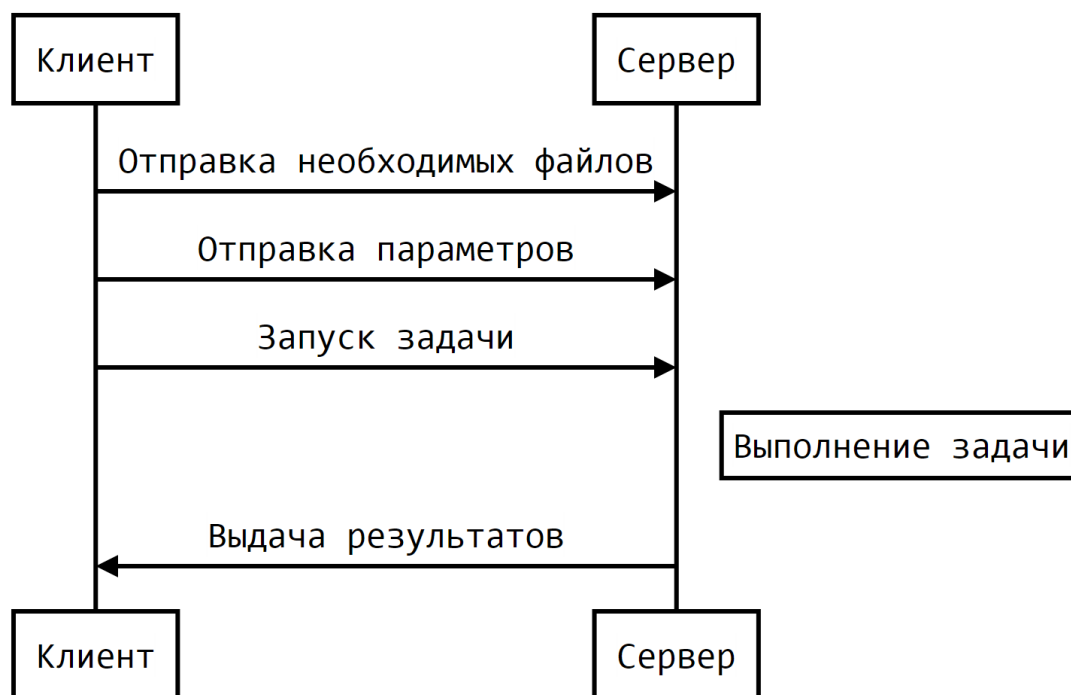 Клиент
Сервер
Отправка необходимых файлов
Отправка параметров
Запуск задачи
Выполнение задачи
Выдача результатов
Клиент
Сервер